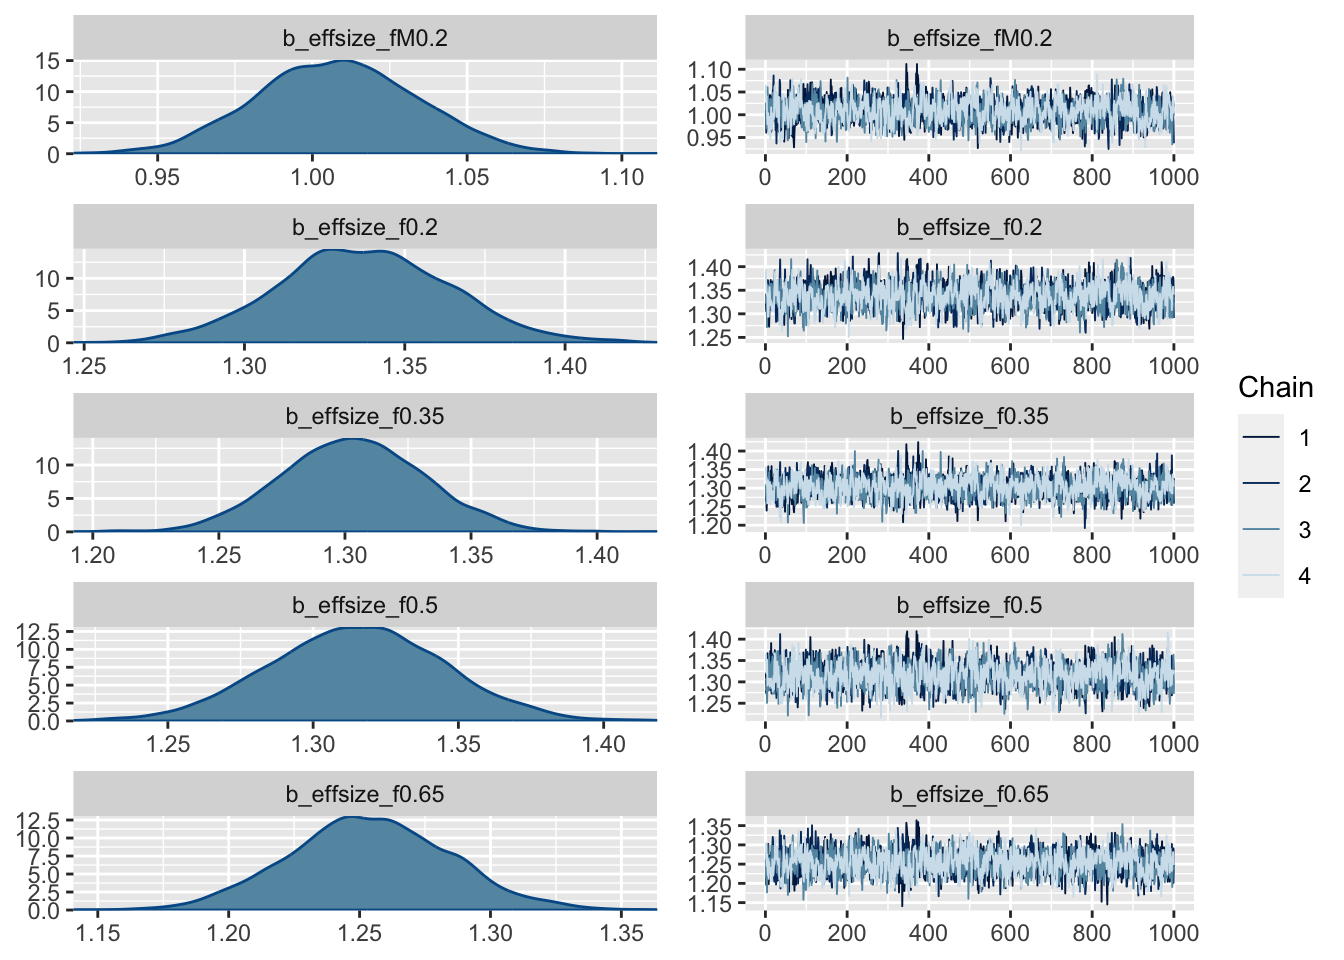 b_effsize_fM0.2
15
10
5
0
0.95 1.00 1.05 1.10
b_effsize_fM0.2
1.10
1.05
1.00
0.95
0 200 400 600 800 1000
b_effsize_f0.2
10
5
0
1.25 1.30 1.35 1.40
b_effsize_f0.2
1.40
1.35
1.30
1.25
0 200 400 600 800 1000
b_effsize_f0.35
10
5
0
1.20 1.25 1.30 1.35 1.40
b_effsize_f0.35
1.40
1.35
1.30
1.25
1.20
0 200 400 600 800 1000
b_effsize_f0.5
12.5
10.0
7.5
5.0
2.5
0.0
1.25 1.30 1.35 1.40
b_effsize_f0.5
1.40
1.35
1.30
1.25
0 200 400 600 800 1000
b_effsize_f0.65
12.5
10.0
7.5
5.0
2.5
0.0
1.15 1.20 1.25 1.30 1.35
b_effsize_f0.65
1.35
1.30
1.25
1.20
1.15
0 200 400 600 800 1000
Chain
1
2
3
4